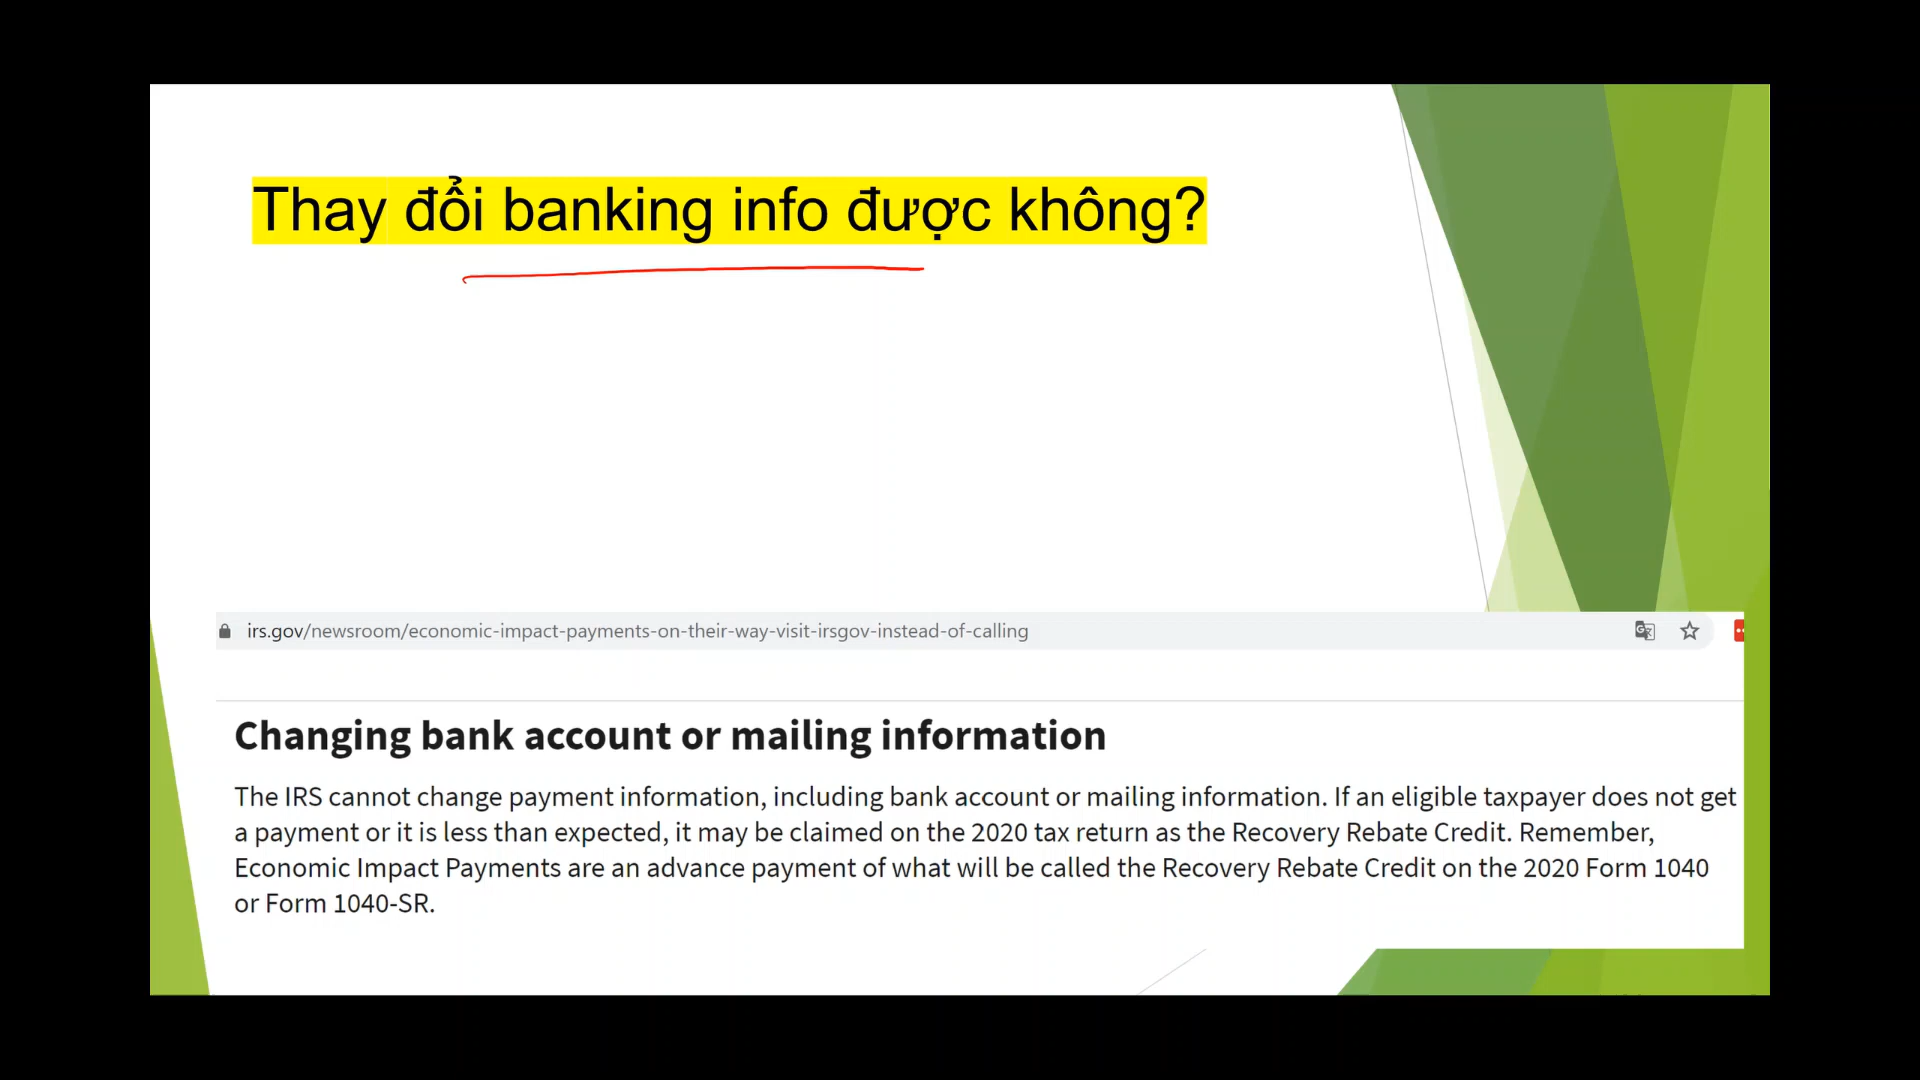 Thay đổi banking info được không?
irs.gov/newsroom/economic-impact-payments-on-their-way-visit-irsgov-instead-of-calling
Changing bank account or mailing information
The IRS cannot change payment information, including bank account or mailing information. If an eligible taxpayer does not get
a payment or it is less than expected, it may be claimed on the 2020 tax return as the Recovery Rebate Credit. Remember,
Economic Impact Payments are an advance payment of what will be called the Recovery Rebate Credit on the 2020 Form 1040
or Form 1040-SR.